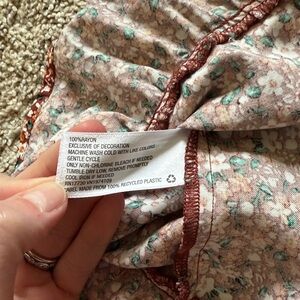 100%RAYON
EXCLUSIVE OF DECORATION
MACHINE WASH COLD WITH LIKE COLORS
GENTLE CYCLE
ONLY NON-CHLORINE BLEACH IF NEEDED
TUMBLE DRY LOW, REMOVE PROMPTLY
COOL IRON IF NEEDED
LABEL MADE FROM 100% RECYCLED PLASTIC